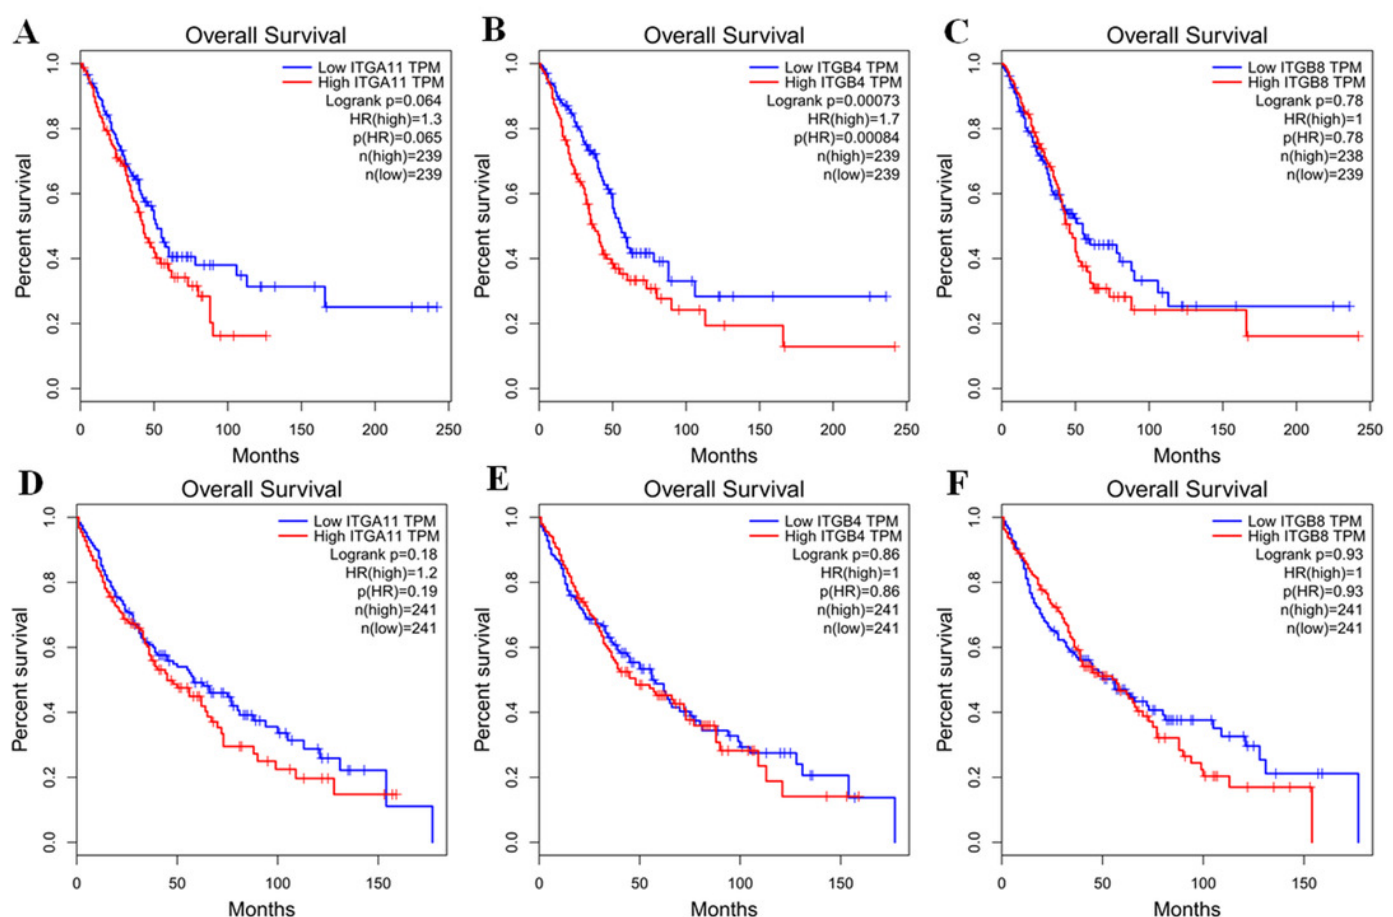 A
Overall Survival
Low ITGA11 TPM
High ITGA11 TPM
Logrank p=0.064
HR(high)=1.3
p(HR)=0.065
n(high)=239
n(low)=239
Percent survival
1.0
0.8
0.6
0.4
0.2
0.0
0 50 100 150 200 250
Months
B
Overall Survival
Low ITGB4 TPM
High ITGB4 TPM
Logrank p=0.00073
HR(high)=1.7
p(HR)=0.00084
n(high)=239
n(low)=239
Percent survival
1.0
0.8
0.6
0.4
0.2
0.0
0 50 100 150 200 250
Months
C
Overall Survival
Low ITGB8 TPM
High ITGB8 TPM
Logrank p=0.78
HR(high)=1
p(HR)=0.78
n(high)=238
n(low)=239
Percent survival
1.0
0.8
0.6
0.4
0.2
0.0
0 50 100 150 200 250
Months
D
Overall Survival
Low ITGA11 TPM
High ITGA11 TPM
Logrank p=0.18
HR(high)=1.2
p(HR)=0.19
n(high)=241
n(low)=241
Percent survival
1.0
0.8
0.6
0.4
0.2
0.0
0 50 100 150
Months
E
Overall Survival
Low ITGB4 TPM
High ITGB4 TPM
Logrank p=0.86
HR(high)=1
p(HR)=0.86
n(high)=241
n(low)=241
Percent survival
1.0
0.8
0.6
0.4
0.2
0.0
0 50 100 150
Months
F
Overall Survival
Low ITGB8 TPM
High ITGB8 TPM
Logrank p=0.93
HR(high)=1
p(HR)=0.93
n(high)=241
n(low)=241
Percent survival
1.0
0.8
0.6
0.4
0.2
0.0
0 50 100 150
Months